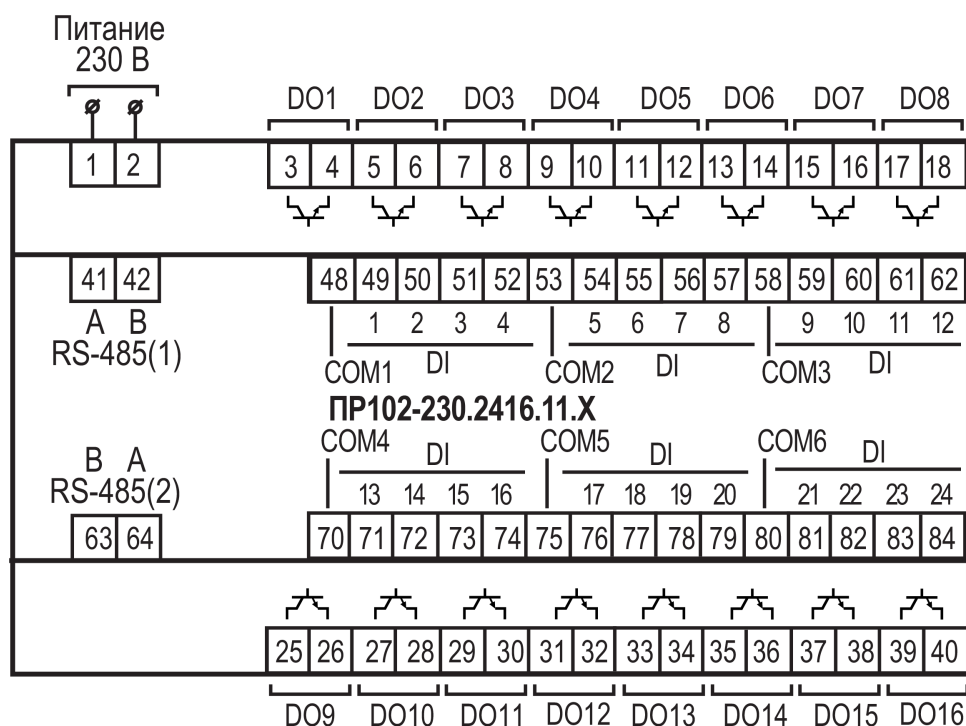 Питание
230 В
DO1 DO2 DO3 DO4 DO5 DO6 DO7 DO8
1 2 3 4 5 6 7 8 9 10 11 12 13 14 15 16 17 18
41 42 48 49 50 51 52 53 54 55 56 57 58 59 60 61 62
A B 1 2 3 4 5 6 7 8 9 10 11 12
RS-485(1) COM1 DI COM2 DI COM3 DI
ПР102-230.2416.11.X
COM4 DI COM5 DI COM6 DI
B A
RS-485(2) 13 14 15 16 17 18 19 20 21 22 23 24
63 64 70 71 72 73 74 75 76 77 78 79 80 81 82 83 84
25 26 27 28 29 30 31 32 33 34 35 36 37 38 39 40
DO9 DO10 DO11 DO12 DO13 DO14 DO15 DO16